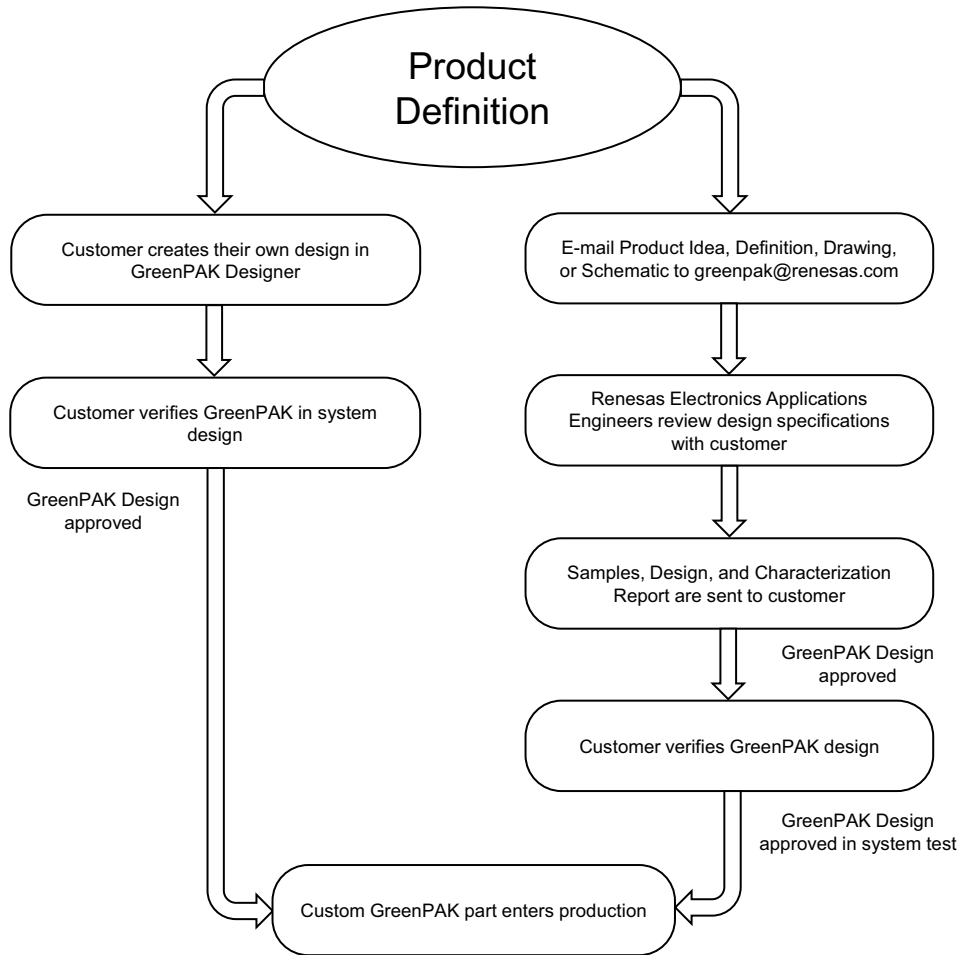 Product
Definition
Customer creates their own design in
GreenPAK Designer
Customer verifies GreenPAK in system
design
GreenPAK Design
approved
E-mail Product Idea, Definition, Drawing,
or Schematic to greenpak@renesas.com
Renesas Electronics Applications
Engineers review design specifications
with customer
Samples, Design, and Characterization
Report are sent to customer
GreenPAK Design
approved
Customer verifies GreenPAK design
GreenPAK Design
approved in system test
Custom GreenPAK part enters production